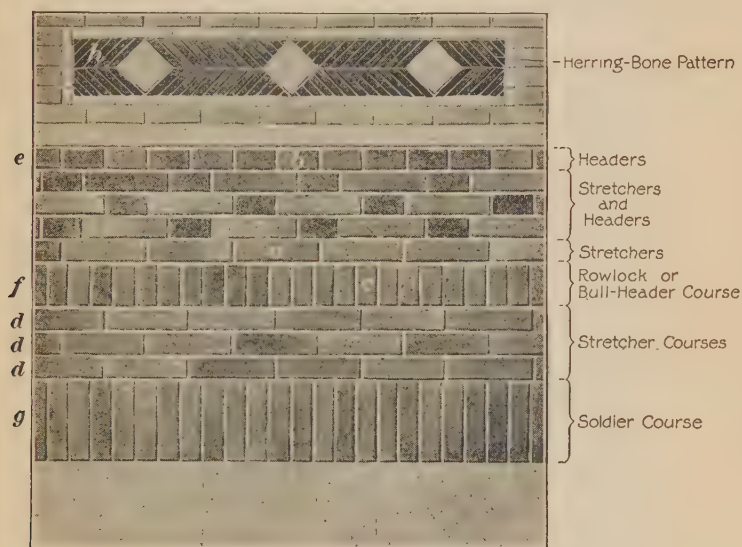 h
Herring-Bone Pattern
e
Headers
Stretchers
and
Headers
Stretchers
f
Rowlock or
Bull-Header Course
d
d
d
Stretcher Courses
g
Soldier Course